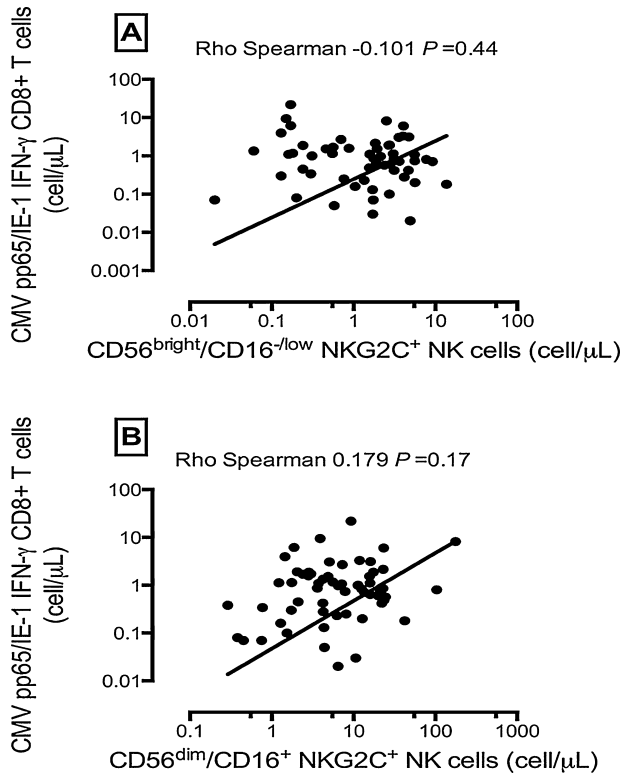 A
Rho Spearman -0.101 P =0.44
CMV pp65/IE-1 IFN-γ CD8+ T cells
(cell/μL)
100
10
1
0.1
0.01
0.001
0.01
0.1
1
10
100
CD56bright/CD16-/low NKG2C+ NK cells (cell/μL)
B
Rho Spearman 0.179 P =0.17
CMV pp65/IE-1 IFN-γ CD8+ T cells
(cell/μL)
100
10
1
0.1
0.01
0.1
1
10
100
1000
CD56dim/CD16+ NKG2C+ NK cells (cell/μL)